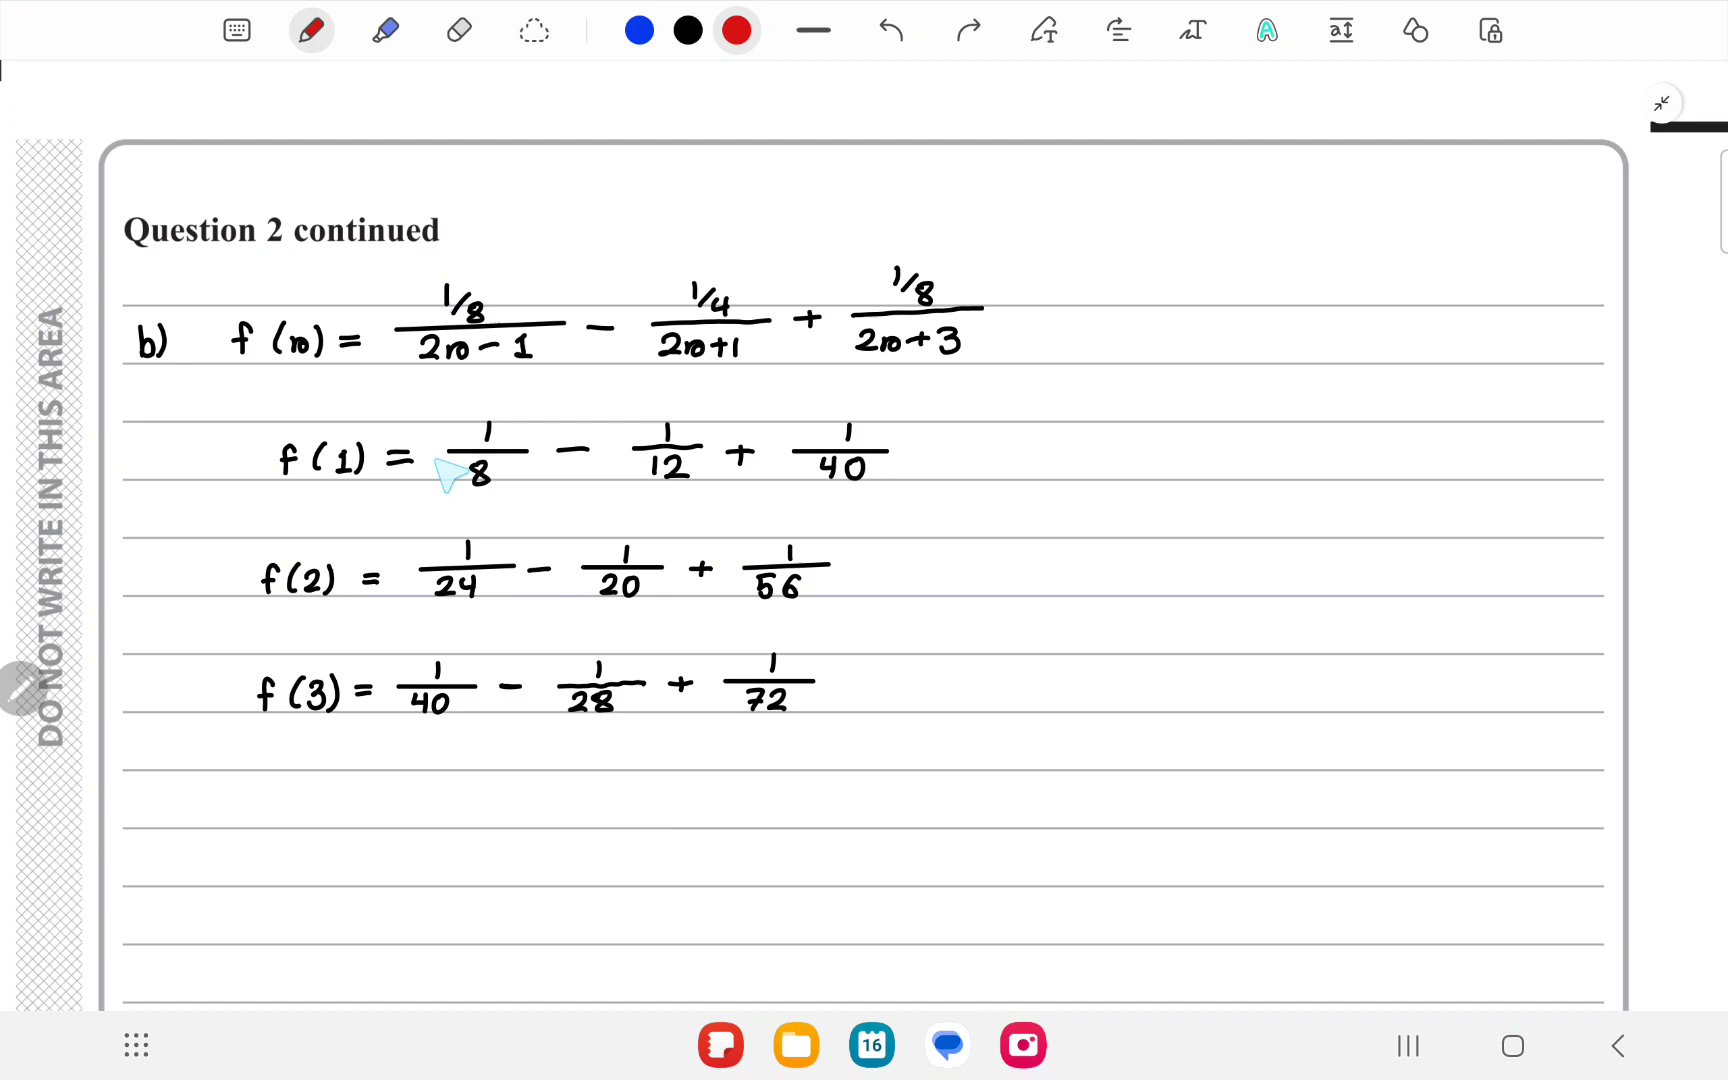 Question 2 continued
b) f(n) = 1/8 / 2n-1 - 1/4 / 2n+1 + 1/8 / 2n+3
f(1) = 1/8 - 1/12 + 1/40
f(2) = 1/24 - 1/20 + 1/56
f(3) = 1/40 - 1/28 + 1/72
DO NOT WRITE IN THIS AREA
16